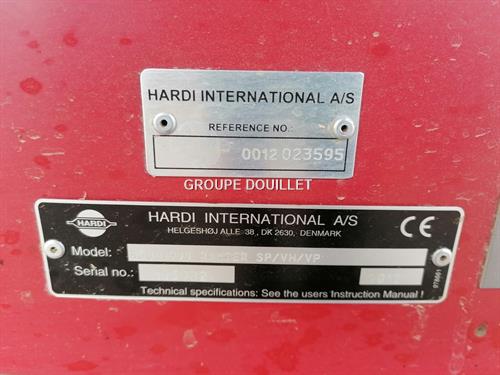 HARDI INTERNATIONAL A/S
REFERENCE NO.:
0012 023595
GROUPE DOUILLET
HARDI
HARDI INTERNATIONAL A/S
HELGESHØJ ALLE 38, DK 2630, DENMARK
CE
Model: SP/VH/VP
Serial no.:
978661
Technical specifications: See the users Instruction Manual !